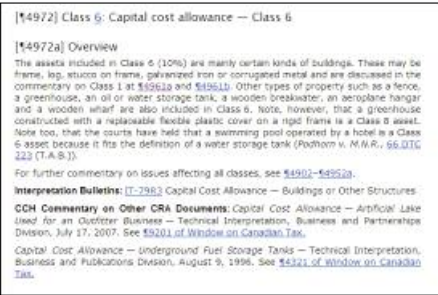 [¶4972] Class 6: Capital cost allowance — Class 6
[¶4972a] Overview
The assets included in Class 6 (10%) are mainly certain kinds of buildings. These may be
frame, log, stucco on frame, galvanized iron or corrugated metal and are discussed in the
commentary on Class 1 at ¶4961a and ¶4961b. Other types of property such as a fence,
a greenhouse, an oil or water storage tank, a wooden breakwater, an aeroplane hangar
and a wooden wharf are also included in Class 6. Note, however, that a greenhouse
constructed with a replaceable flexible plastic cover on a rigid frame is a Class 8 asset.
Note too, that the courts have held that a swimming pool operated by a hotel is a Class
6 asset because it fits the definition of a water storage tank (Podhorn v. M.N.R., 66 DTC
223 (T.A.B.)).
For further commentary on issues affecting all classes, see ¶4902–¶4952a.
Interpretation Bulletins: IT-79R3 Capital Cost Allowance — Buildings or Other Structures
CCH Commentary on Other CRA Documents: Capital Cost Allowance — Artificial Lake
Used for an Outfitter Business — Technical Interpretation, Business and Partnerships
Division, July 17, 2007. See ¶9201 of Window on Canadian Tax.
Capital Cost Allowance — Underground Fuel Storage Tanks — Technical Interpretation,
Business and Publications Division, August 9, 1996. See ¶4321 of Window on Canadian
Tax.